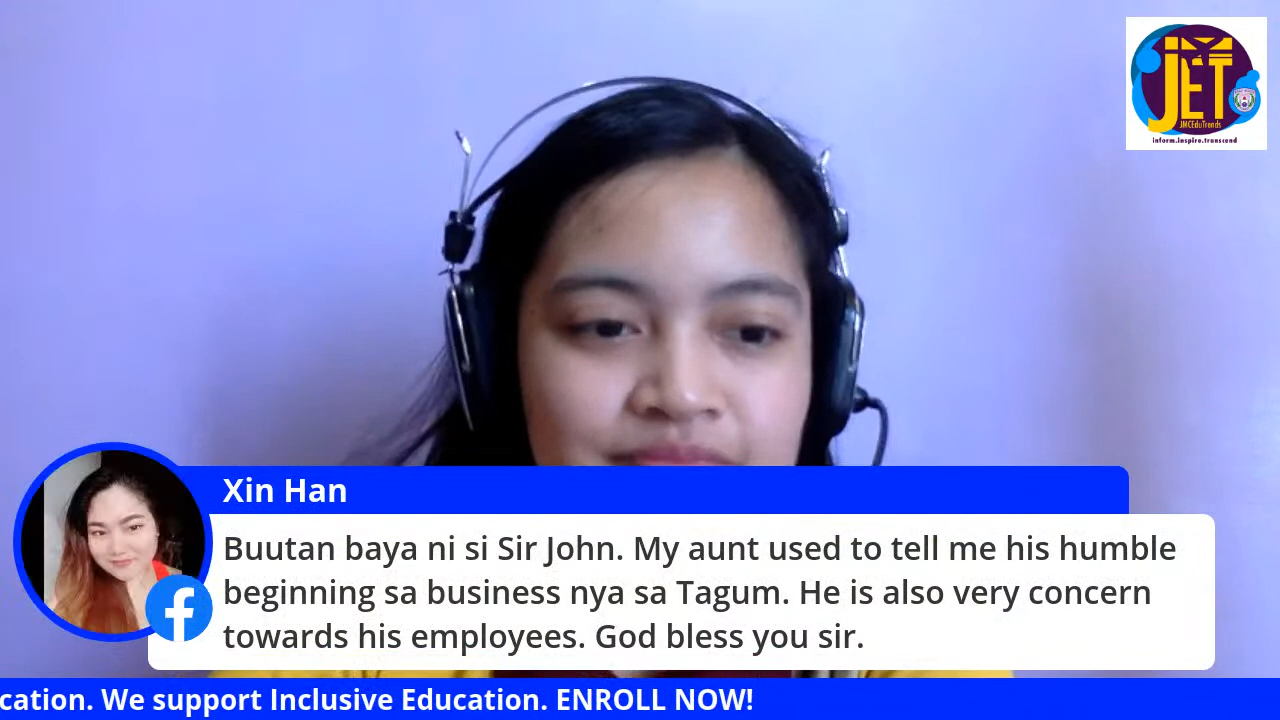 JET
JMCEduTrends
inform.inspire.transcend
Xin Han
Buutan baya ni si Sir John. My aunt used to tell me his humble
beginning sa business nya sa Tagum. He is also very concern
towards his employees. God bless you sir.
cation. We support Inclusive Education. ENROLL NOW!